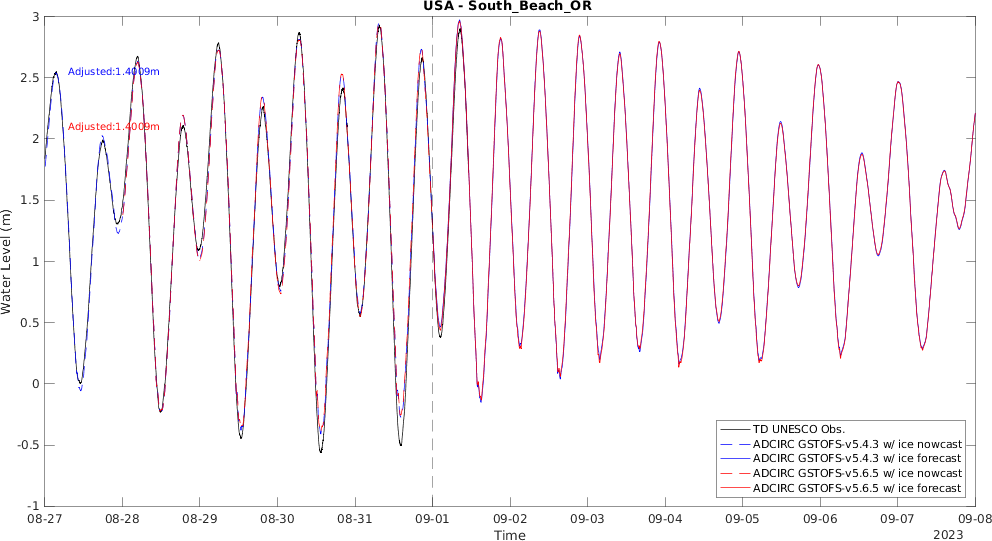 USA - South_Beach_OR
3
2.5
2
1.5
1
0.5
0
-0.5
-1
Water Level (m)
Adjusted:1.4009m
Adjusted:1.4009m
TD UNESCO Obs.
ADCIRC GSTOFS-v5.4.3 w/ ice nowcast
ADCIRC GSTOFS-v5.4.3 w/ ice forecast
ADCIRC GSTOFS-v5.6.5 w/ ice nowcast
ADCIRC GSTOFS-v5.6.5 w/ ice forecast
08-27 08-28 08-29 08-30 08-31 09-01 09-02 09-03 09-04 09-05 09-06 09-07 09-08
Time
2023